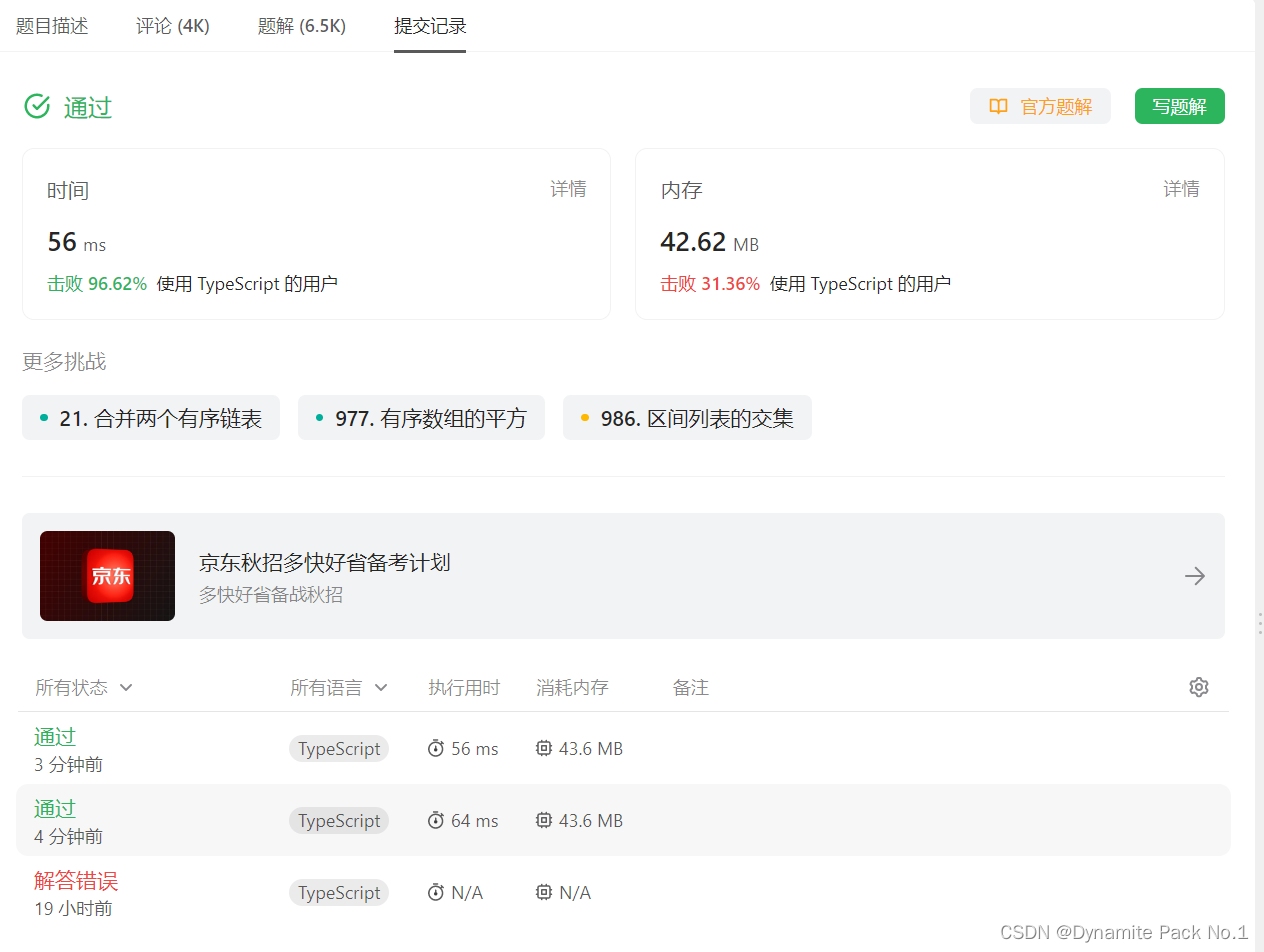 题目描述 评论 (4K) 题解 (6.5K) 提交记录
通过 官方题解 写题解
时间 详情 内存 详情
56 ms 42.62 MB
击败 96.62% 使用 TypeScript 的用户 击败 31.36% 使用 TypeScript 的用户
更多挑战
21. 合并两个有序链表 977. 有序数组的平方 986. 区间列表的交集
京东
京东秋招多快好省备考计划
多快好省备战秋招
所有状态 所有语言 执行用时 消耗内存 备注
通过
3 分钟前 TypeScript 56 ms 43.6 MB
通过
4 分钟前 TypeScript 64 ms 43.6 MB
解答错误
19 小时前 TypeScript N/A N/A
CSDN @Dynamite Pack No.1